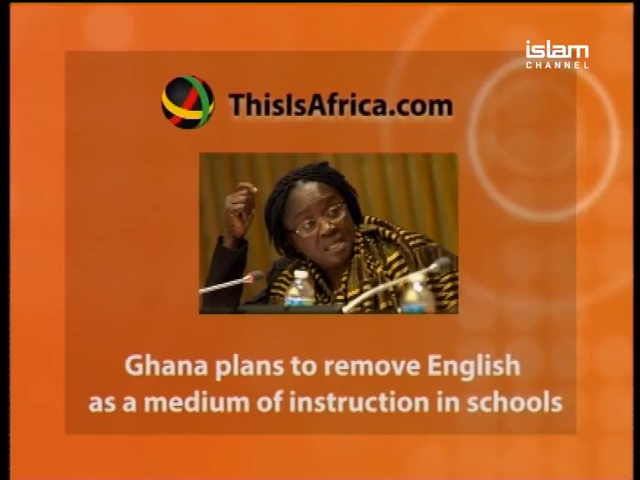 islam
CHANNEL
ThisIsAfrica.com
Ghana plans to remove English
as a medium of instruction in schools